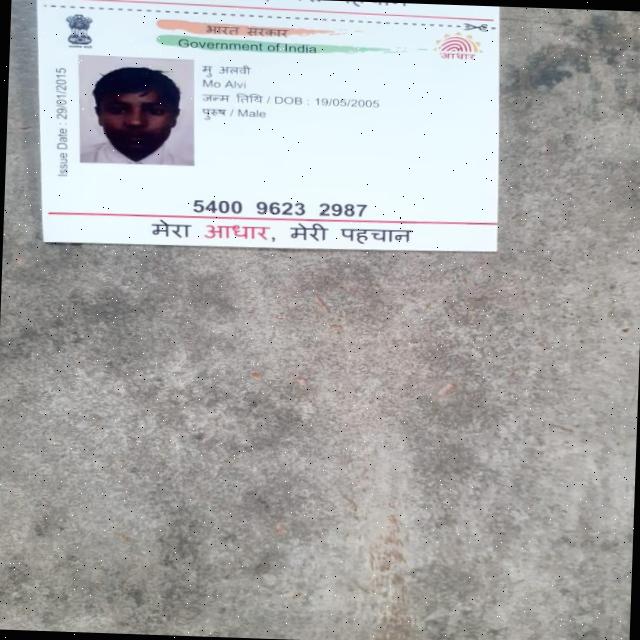 भारत सरकार
Government of India
आधार
Issue Date : 29/01/2015
मु अलवी
Mo Alvi
जन्म तिथि / DOB : 19/05/2005
पुरुष / Male
5400 9623 2987
मेरा आधार, मेरी पहचान